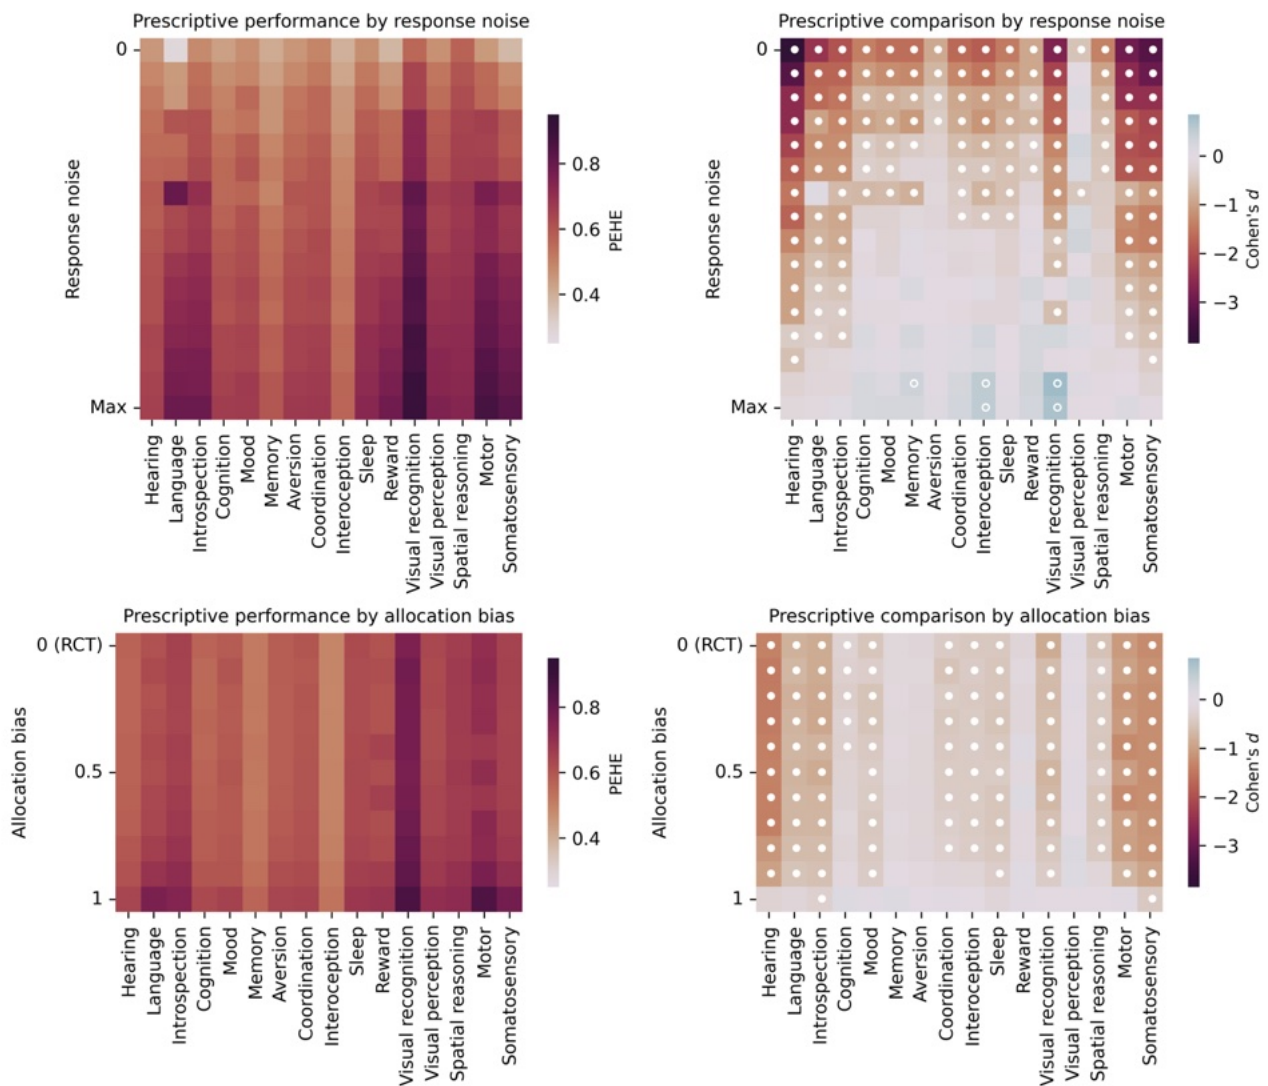 Prescriptive performance by response noise
0
Response noise
Max
Hearing
Language
Introspection
Cognition
Mood
Memory
Aversion
Coordination
Interoception
Sleep
Reward
Visual recognition
Visual perception
Spatial reasoning
Motor
Somatosensory
0.8
0.6
0.4
PEHE
Prescriptive comparison by response noise
0
Response noise
Max
Hearing
Language
Introspection
Cognition
Mood
Memory
Aversion
Coordination
Interoception
Sleep
Reward
Visual recognition
Visual perception
Spatial reasoning
Motor
Somatosensory
0
−1
−2
−3
Cohen's d
Prescriptive performance by allocation bias
0 (RCT)
0.5
1
Allocation bias
Hearing
Language
Introspection
Cognition
Mood
Memory
Aversion
Coordination
Interoception
Sleep
Reward
Visual recognition
Visual perception
Spatial reasoning
Motor
Somatosensory
0.8
0.6
0.4
PEHE
Prescriptive comparison by allocation bias
0 (RCT)
0.5
1
Allocation bias
Hearing
Language
Introspection
Cognition
Mood
Memory
Aversion
Coordination
Interoception
Sleep
Reward
Visual recognition
Visual perception
Spatial reasoning
Motor
Somatosensory
0
−1
−2
−3
Cohen's d